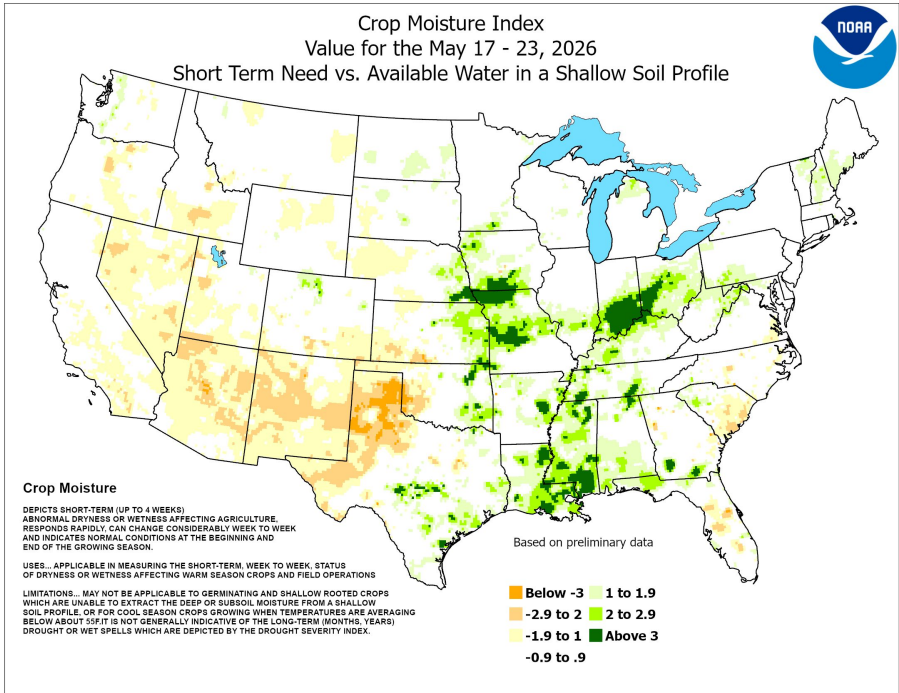 Crop Moisture Index
Value for the May 17 - 23, 2026
Short Term Need vs. Available Water in a Shallow Soil Profile
NOAA
Crop Moisture
DEPICTS SHORT-TERM (UP TO 4 WEEKS)
ABNORMAL DRYNESS OR WETNESS AFFECTING AGRICULTURE,
RESPONDS RAPIDLY, CAN CHANGE CONSIDERABLY WEEK TO WEEK
AND INDICATES NORMAL CONDITIONS AT THE BEGINNING AND
END OF THE GROWING SEASON.
USES... APPLICABLE IN MEASURING THE SHORT-TERM, WEEK TO WEEK, STATUS
OF DRYNESS OR WETNESS AFFECTING WARM SEASON CROPS AND FIELD OPERATIONS
LIMITATIONS... MAY NOT BE APPLICABLE TO GERMINATING AND SHALLOW ROOTED CROPS
WHICH ARE UNABLE TO EXTRACT THE DEEP OR SUBSOIL MOISTURE FROM A SHALLOW
SOIL PROFILE, OR FOR COOL SEASON CROPS GROWING WHEN TEMPERATURES ARE AVERAGING
BELOW ABOUT 55F.IT IS NOT GENERALLY INDICATIVE OF THE LONG-TERM (MONTHS, YEARS)
DROUGHT OR WET SPELLS WHICH ARE DEPICTED BY THE DROUGHT SEVERITY INDEX.
Based on preliminary data
Below -3 1 to 1.9
-2.9 to 2 2 to 2.9
-1.9 to 1 Above 3
-0.9 to .9